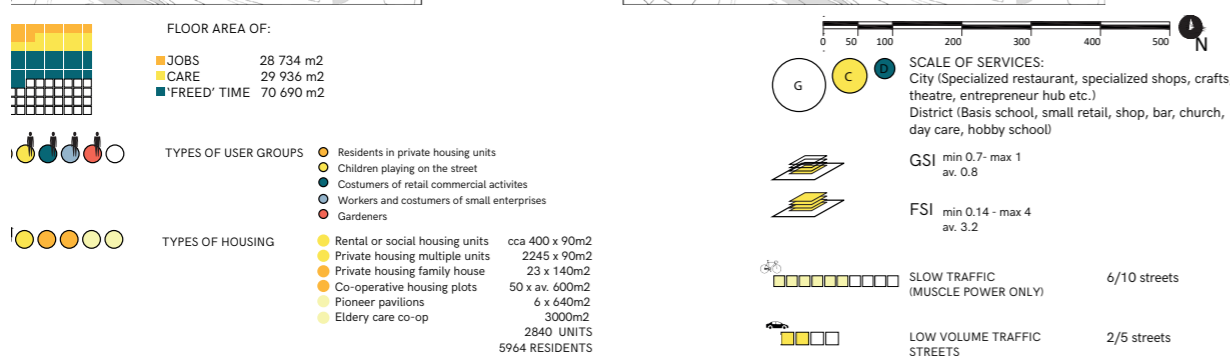 FLOOR AREA OF:
JOBS 28 734 m2
CARE 29 936 m2
'FREED' TIME 70 690 m2
TYPES OF USER GROUPS
Residents in private housing units
Children playing on the street
Costumers of retail commercial activites
Workers and costumers of small enterprises
Gardeners
TYPES OF HOUSING
Rental or social housing units cca 400 x 90m2
Private housing multiple units 2245 x 90m2
Private housing family house 23 x 140m2
Co-operative housing plots 50 x av. 600m2
Pioneer pavilions 6 x 640m2
Eldery care co-op 3000m2
2840 UNITS
5964 RESIDENTS
0 50 100 200 300 400 500
N
G C D
SCALE OF SERVICES:
City (Specialized restaurant, specialized shops, crafts,
theatre, entrepreneur hub etc.)
District (Basis school, small retail, shop, bar, church,
day care, hobby school)
GSI min 0.7- max 1
av. 0.8
FSI min 0.14 - max 4
av. 3.2
SLOW TRAFFIC 6/10 streets
(MUSCLE POWER ONLY)
LOW VOLUME TRAFFIC 2/5 streets
STREETS